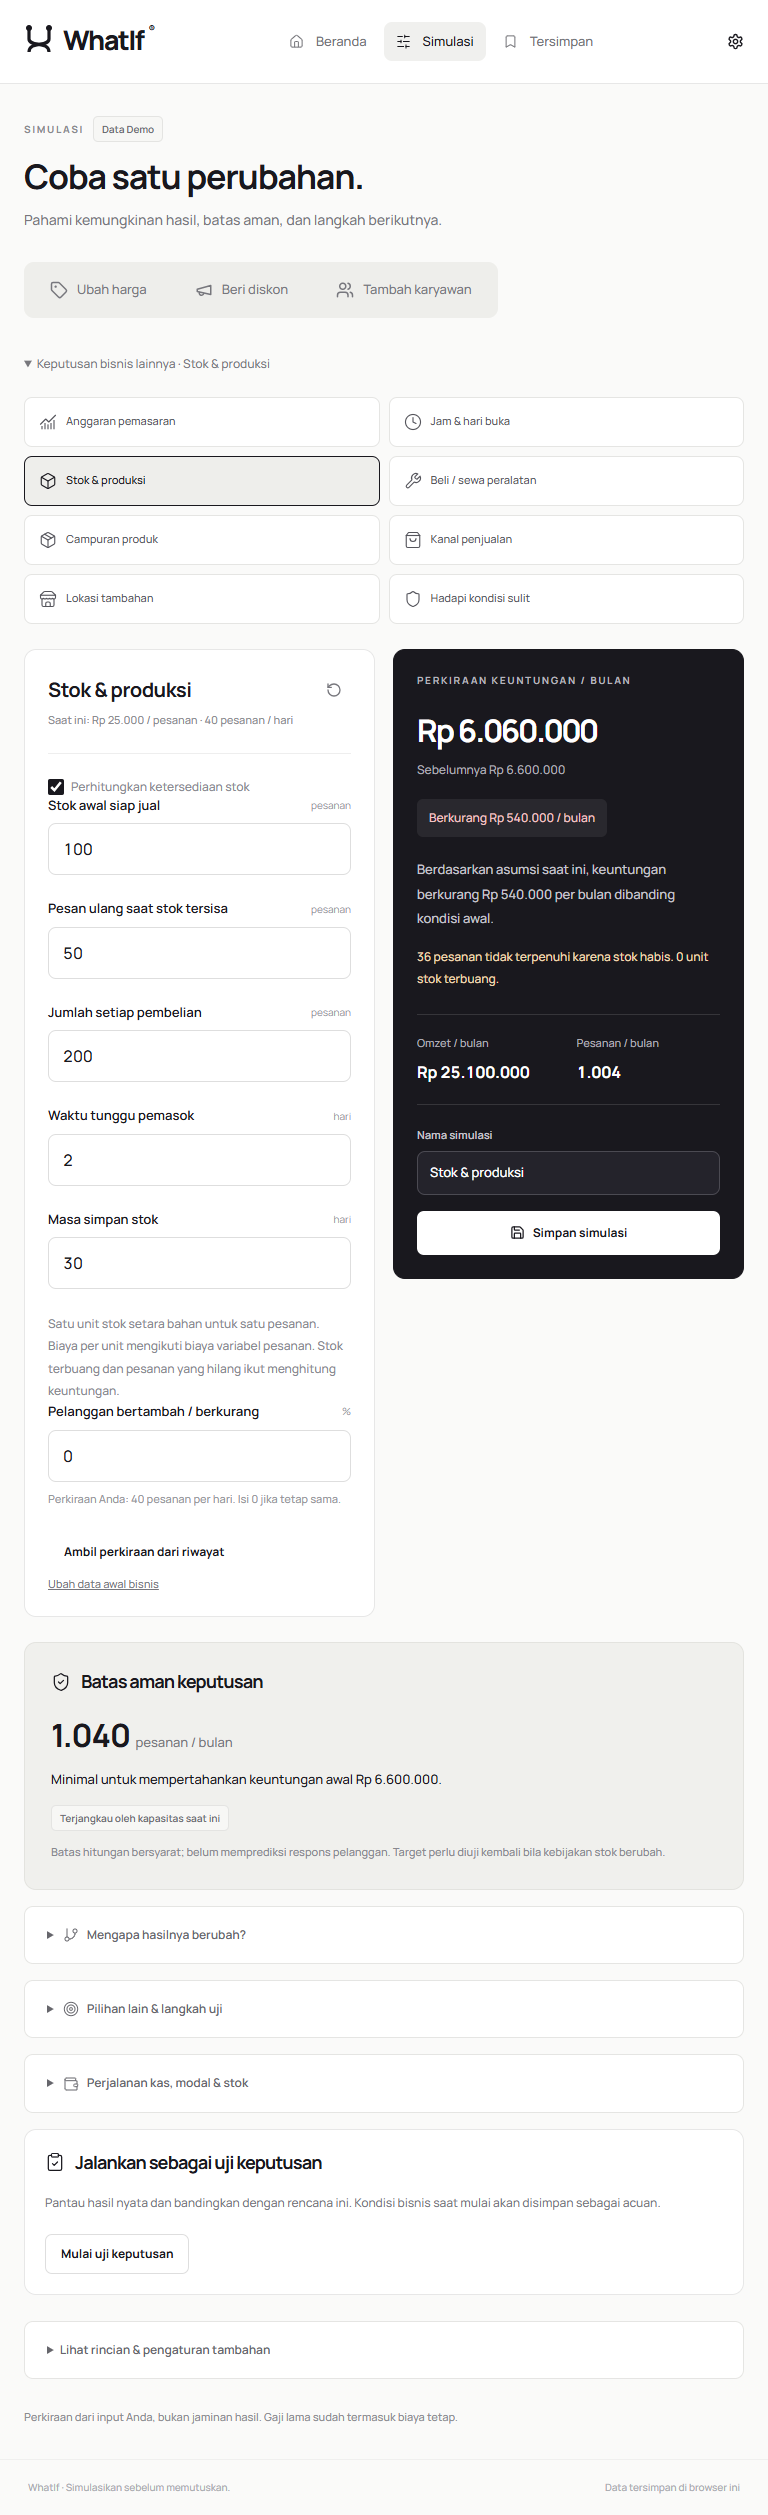 WhatIf
Beranda
Simulasi
Tersimpan
SIMULASI
Data Demo
Coba satu perubahan.
Pahami kemungkinan hasil, batas aman, dan langkah berikutnya.
Ubah harga
Beri diskon
Tambah karyawan
▼ Keputusan bisnis lainnya · Stok & produksi
Anggaran pemasaran
Jam & hari buka
Stok & produksi
Beli / sewa peralatan
Campuran produk
Kanal penjualan
Lokasi tambahan
Hadapi kondisi sulit
Stok & produksi
Saat ini: Rp 25.000 / pesanan · 40 pesanan / hari
Perhitungkan ketersediaan stok
Stok awal siap jual pesanan
100
Pesan ulang saat stok tersisa pesanan
50
Jumlah setiap pembelian pesanan
200
Waktu tunggu pemasok hari
2
Masa simpan stok hari
30
Satu unit stok setara bahan untuk satu pesanan.
Biaya per unit mengikuti biaya variabel pesanan. Stok
terbuang dan pesanan yang hilang ikut menghitung
keuntungan.
Pelanggan bertambah / berkurang %
0
Perkiraan Anda: 40 pesanan per hari. Isi 0 jika tetap sama.
Ambil perkiraan dari riwayat
Ubah data awal bisnis
PERKIRAAN KEUNTUNGAN / BULAN
Rp 6.060.000
Sebelumnya Rp 6.600.000
Berkurang Rp 540.000 / bulan
Berdasarkan asumsi saat ini, keuntungan
berkurang Rp 540.000 per bulan dibanding
kondisi awal.
36 pesanan tidak terpenuhi karena stok habis. 0 unit
stok terbuang.
Omzet / bulan
Pesanan / bulan
Rp 25.100.000
1.004
Nama simulasi
Stok & produksi
Simpan simulasi
Batas aman keputusan
1.040 pesanan / bulan
Minimal untuk mempertahankan keuntungan awal Rp 6.600.000.
Terjangkau oleh kapasitas saat ini
Batas hitungan bersyarat; belum memprediksi respons pelanggan. Target perlu diuji kembali bila kebijakan stok berubah.
Mengapa hasilnya berubah?
Pilihan lain & langkah uji
Perjalanan kas, modal & stok
Jalankan sebagai uji keputusan
Pantau hasil nyata dan bandingkan dengan rencana ini. Kondisi bisnis saat mulai akan disimpan sebagai acuan.
Mulai uji keputusan
Lihat rincian & pengaturan tambahan
Perkiraan dari input Anda, bukan jaminan hasil. Gaji lama sudah termasuk biaya tetap.
WhatIf · Simulasikan sebelum memutuskan.
Data tersimpan di browser ini